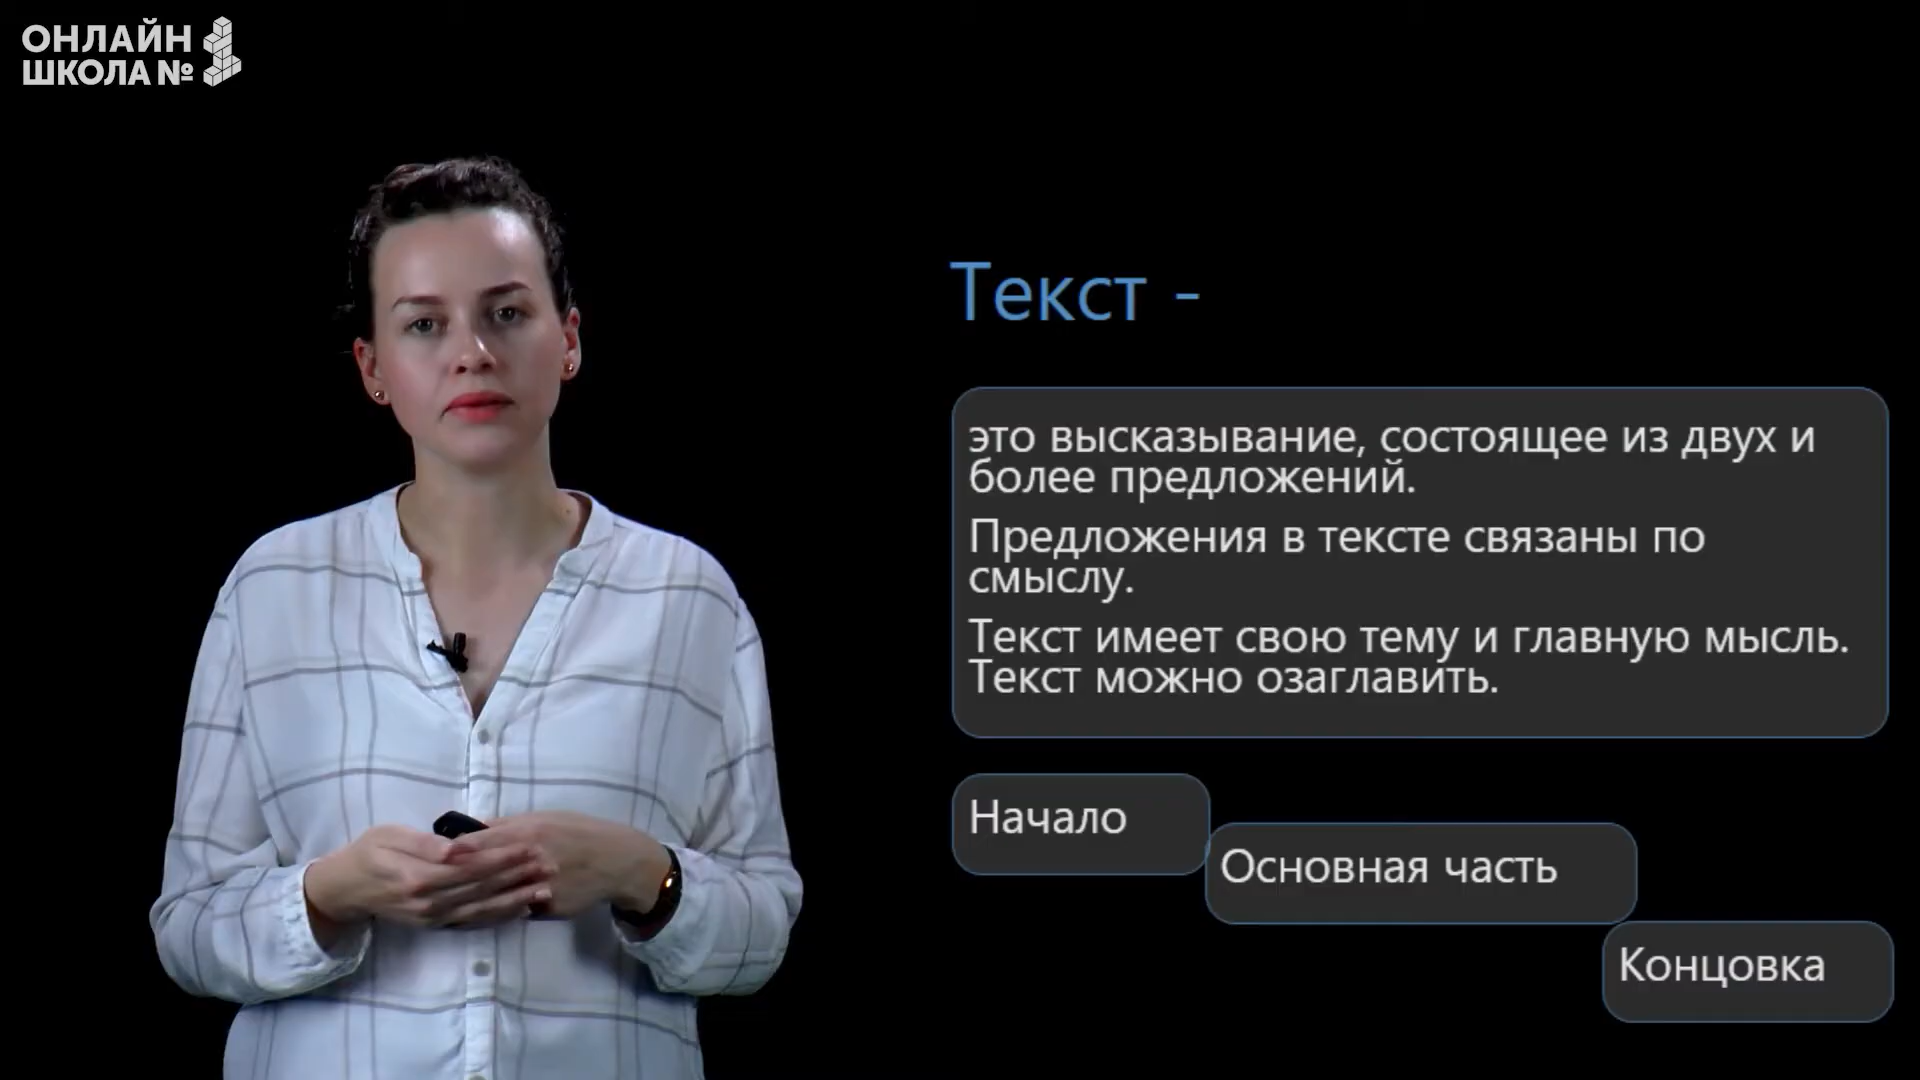 ОНЛАЙН
ШКОЛА №
Текст -
это высказывание, состоящее из двух и
более предложений.
Предложения в тексте связаны по
смыслу.
Текст имеет свою тему и главную мысль.
Текст можно озаглавить.
Начало
Основная часть
Концовка